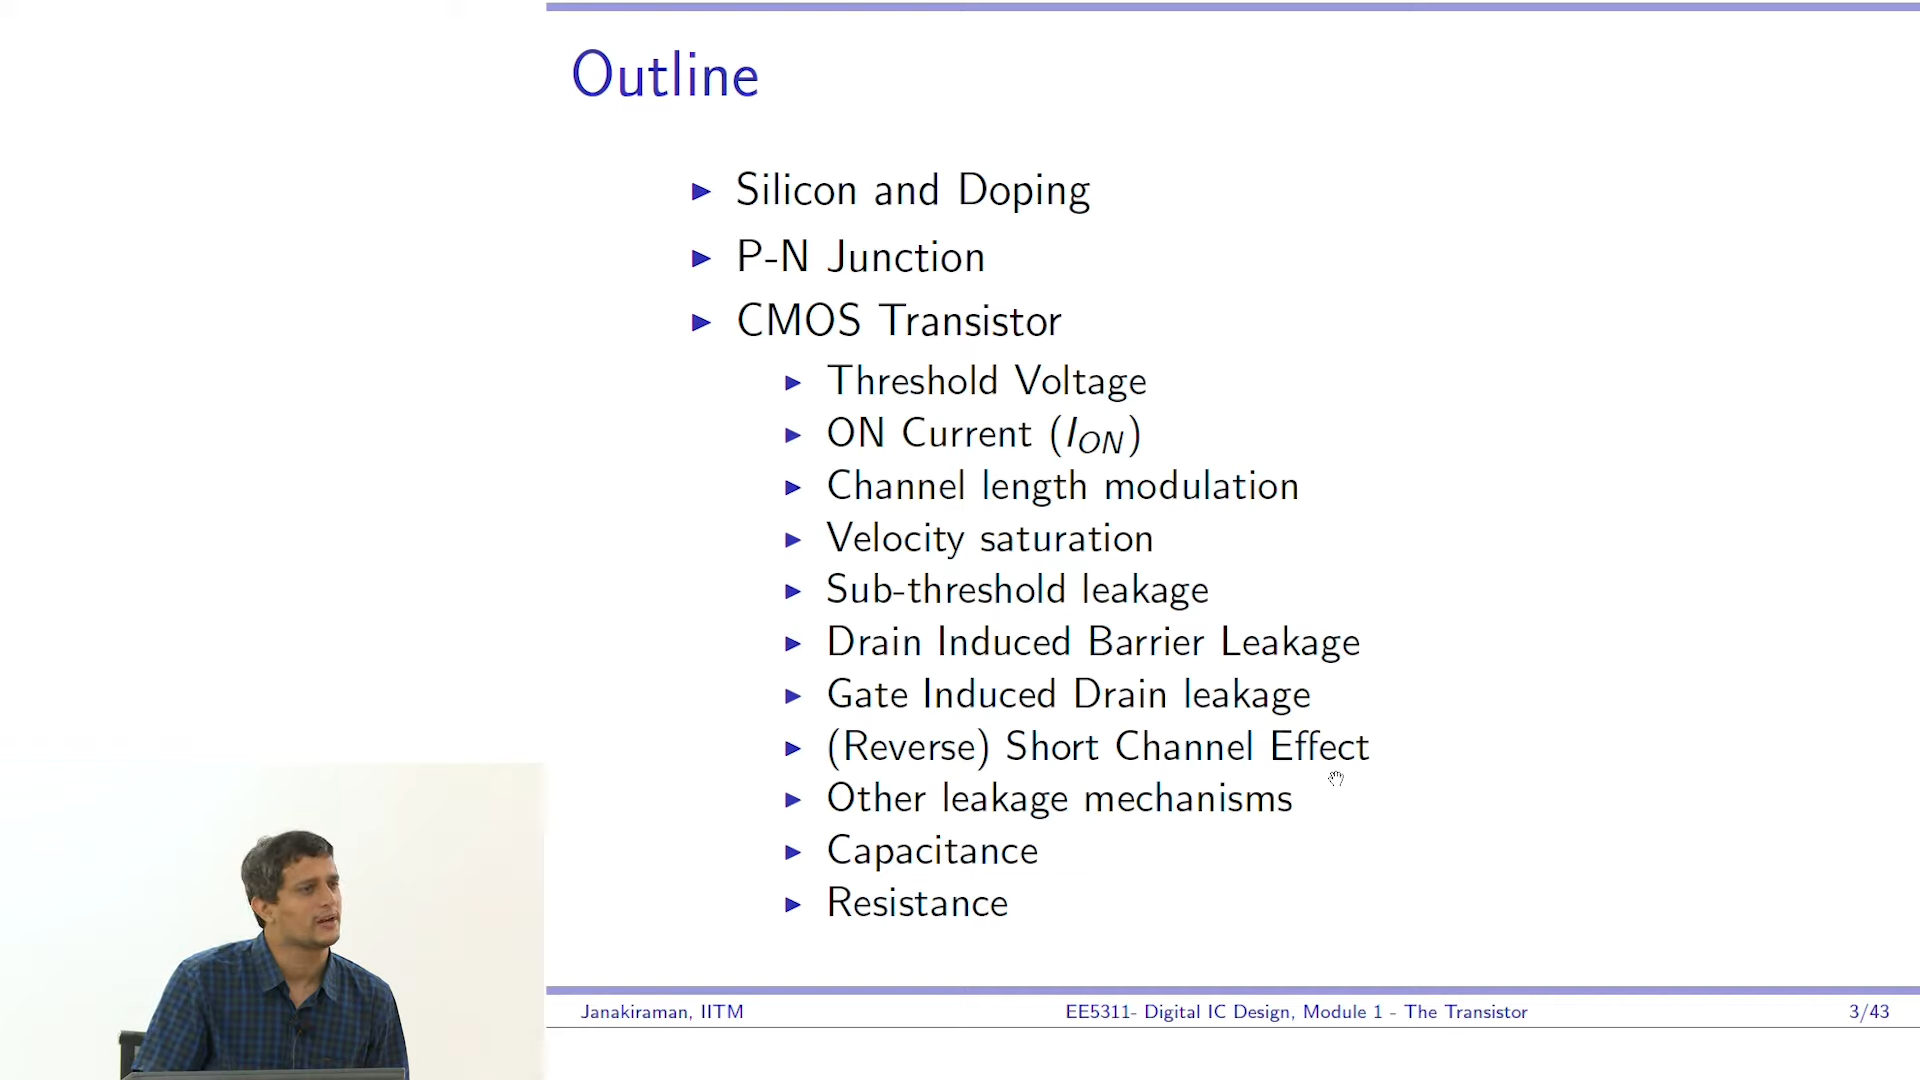 Outline
Silicon and Doping
P-N Junction
CMOS Transistor
Threshold Voltage
ON Current (I_ON)
Channel length modulation
Velocity saturation
Sub-threshold leakage
Drain Induced Barrier Leakage
Gate Induced Drain leakage
(Reverse) Short Channel Effect
Other leakage mechanisms
Capacitance
Resistance
Janakiraman, IITM
EE5311- Digital IC Design, Module 1 - The Transistor
3/43